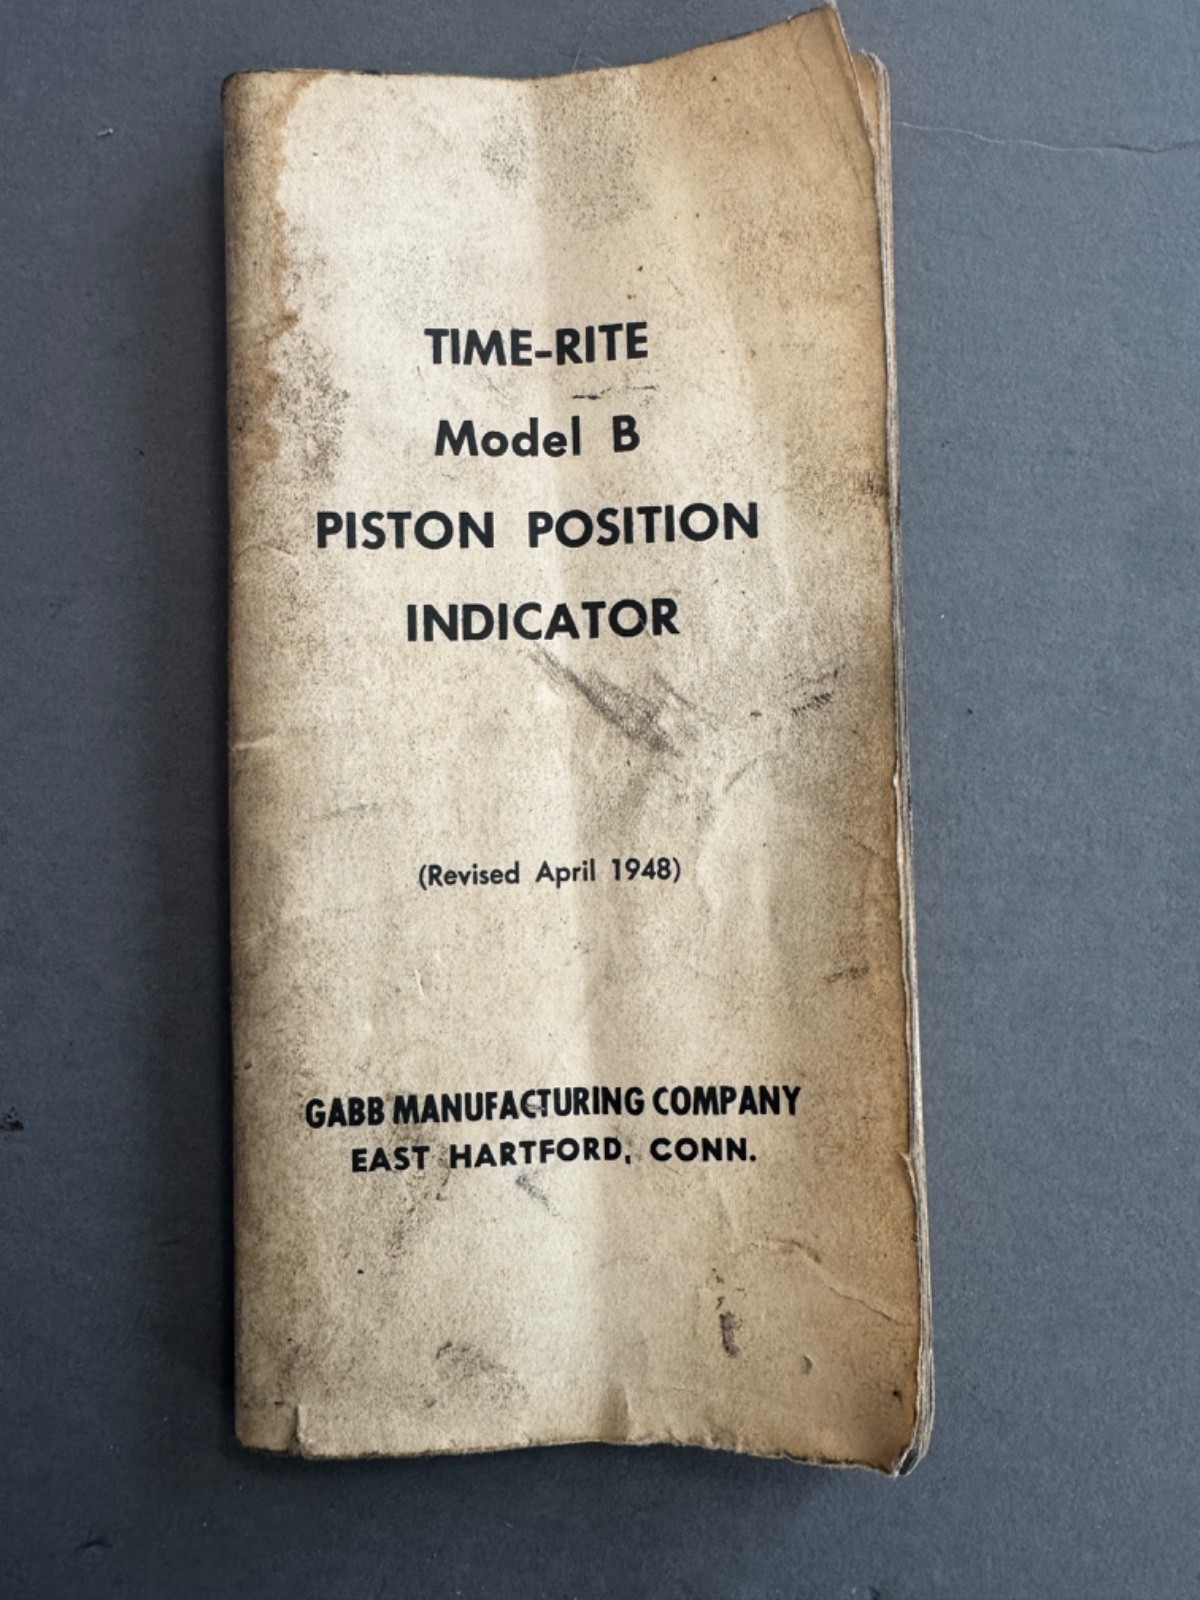 TIME-RITE
Model B
PISTON POSITION
INDICATOR
(Revised April 1948)
GABB MANUFACTURING COMPANY
EAST HARTFORD, CONN.